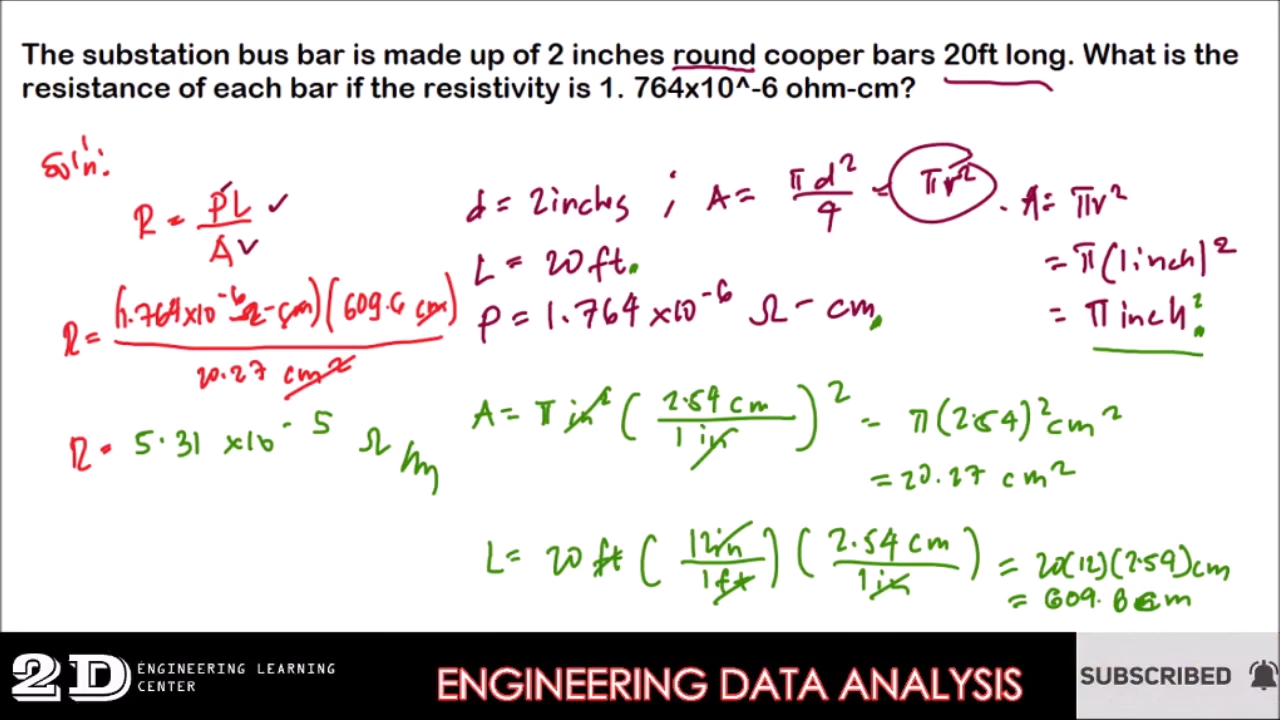 The substation bus bar is made up of 2 inches round cooper bars 20ft long. What is the
resistance of each bar if the resistivity is 1. 764x10^-6 ohm-cm?
Sol'n:
R = ρL / A
R = (1.764x10⁻⁶ Ω-cm)(609.6 cm) / 20.27 cm²
R = 5.31 x10⁻⁵ Ω/m
d = 2inches ; A = πd²/4 = πr²
L = 20ft.
ρ = 1.764 x10⁻⁶ Ω-cm
. A = πr²
= π(1inch)²
= π inch²
A = π in² (2.54 cm / 1 in)² = π(2.54)² cm²
= 20.27 cm²
L = 20 ft (12in / 1ft) (2.54 cm / 1in) = 20(12)(2.54)cm
= 609.6cm
2D ENGINEERING LEARNING
CENTER
ENGINEERING DATA ANALYSIS
SUBSCRIBED